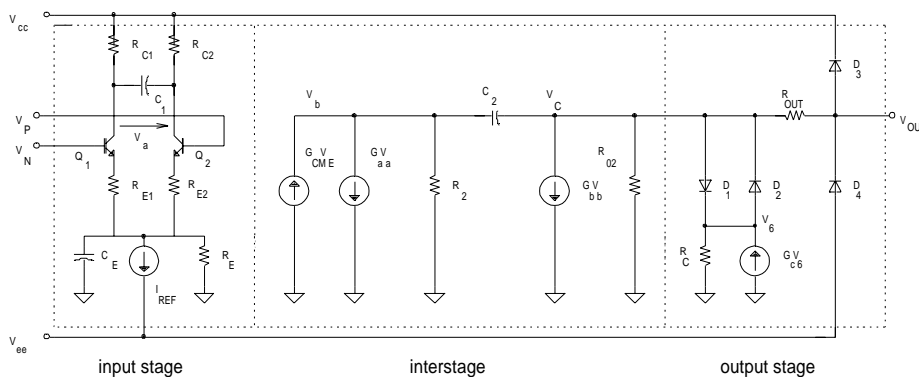 V cc
R C1
R C2
C 1
V P
V a
V N
Q 1
Q 2
R E1
R E2
C E
I REF
R E
V ee
V b
C 2
V C
G V CM E
G V a a
R 2
G V b b
R 02
R OUT
D 3
V OU
D 1
D 2
D 4
V 6
R C
G V c 6
input stage
interstage
output stage